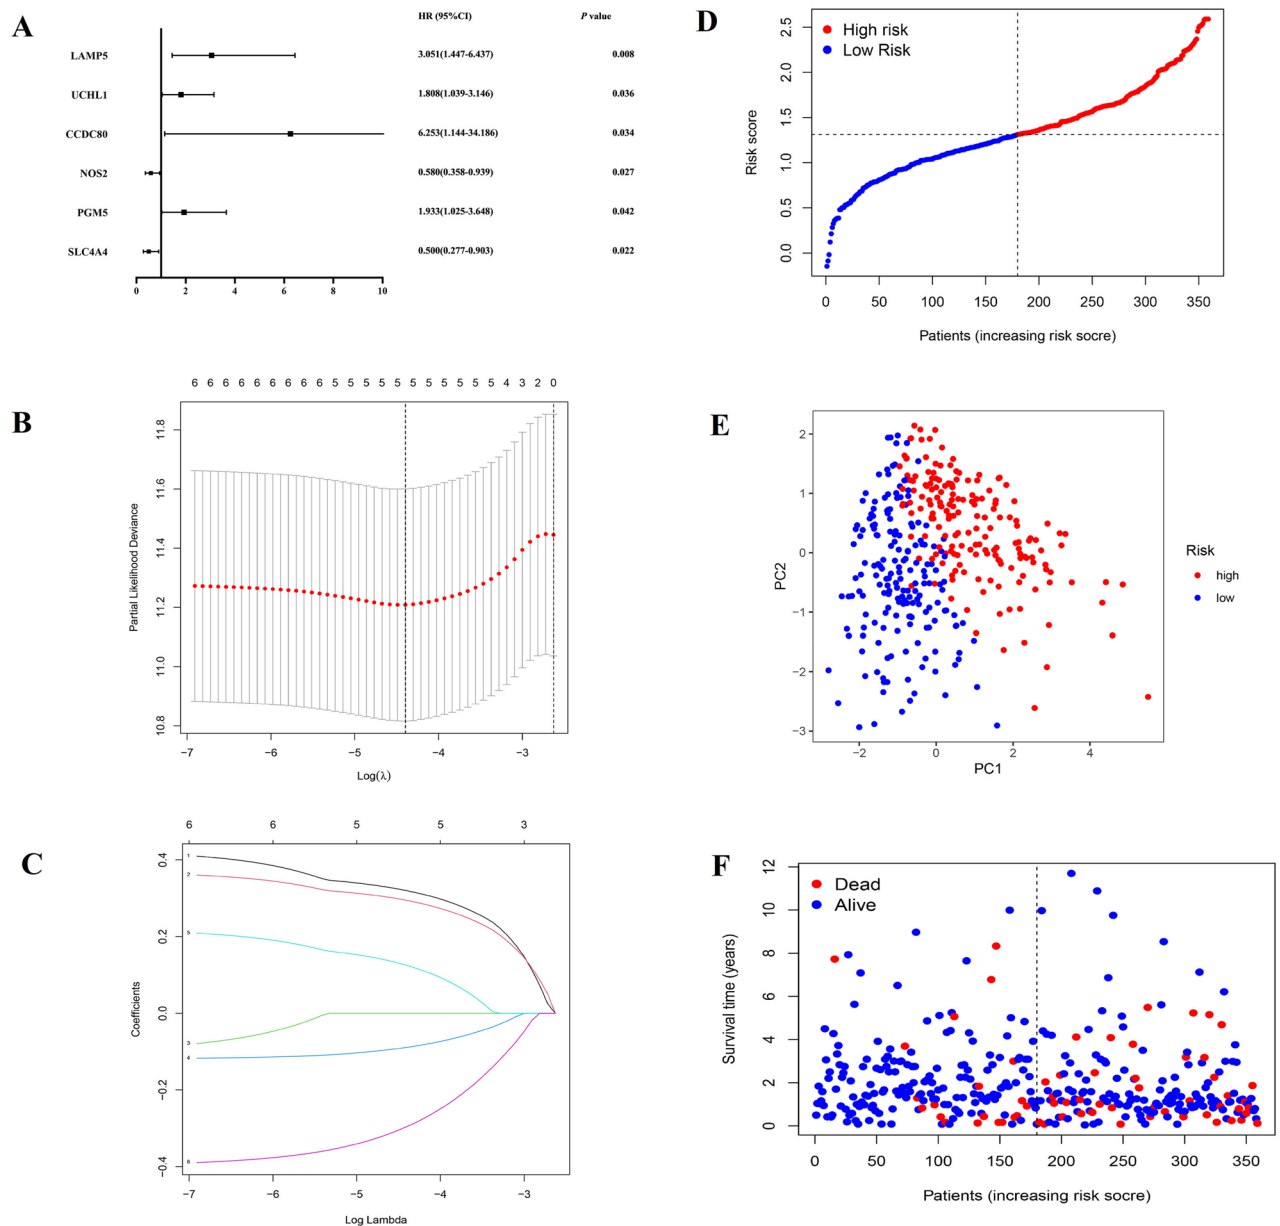 A
HR (95%CI) P value
LAMP5 3.051(1.447-6.437) 0.008
UCHL1 1.808(1.039-3.146) 0.036
CCDC80 6.253(1.144-34.186) 0.034
NOS2 0.580(0.358-0.939) 0.027
PGM5 1.933(1.025-3.648) 0.042
SLC4A4 0.500(0.277-0.903) 0.022
0 2 4 6 8 10
B
6 6 6 6 6 6 6 6 6 5 5 5 5 5 5 5 5 5 5 5 4 3 2 0
Partial Likelihood Deviance
11.8
11.6
11.4
11.2
11.0
10.8
−7 −6 −5 −4 −3
Log(λ)
C
6 6 5 5 3
Coefficients
0.4
0.2
0.0
−0.2
−0.4
1
2
5
3
4
6
−7 −6 −5 −4 −3
Log Lambda
D
High risk
Low Risk
Risk score
2.5
2.0
1.5
1.0
0.5
0.0
0 50 100 150 200 250 300 350
Patients (increasing risk socre)
E
PC2
2
1
0
−1
−2
−3
−2 0 2 4
PC1
Risk
high
low
F
Dead
Alive
Survival time (years)
12
10
8
6
4
2
0
0 50 100 150 200 250 300 350
Patients (increasing risk socre)